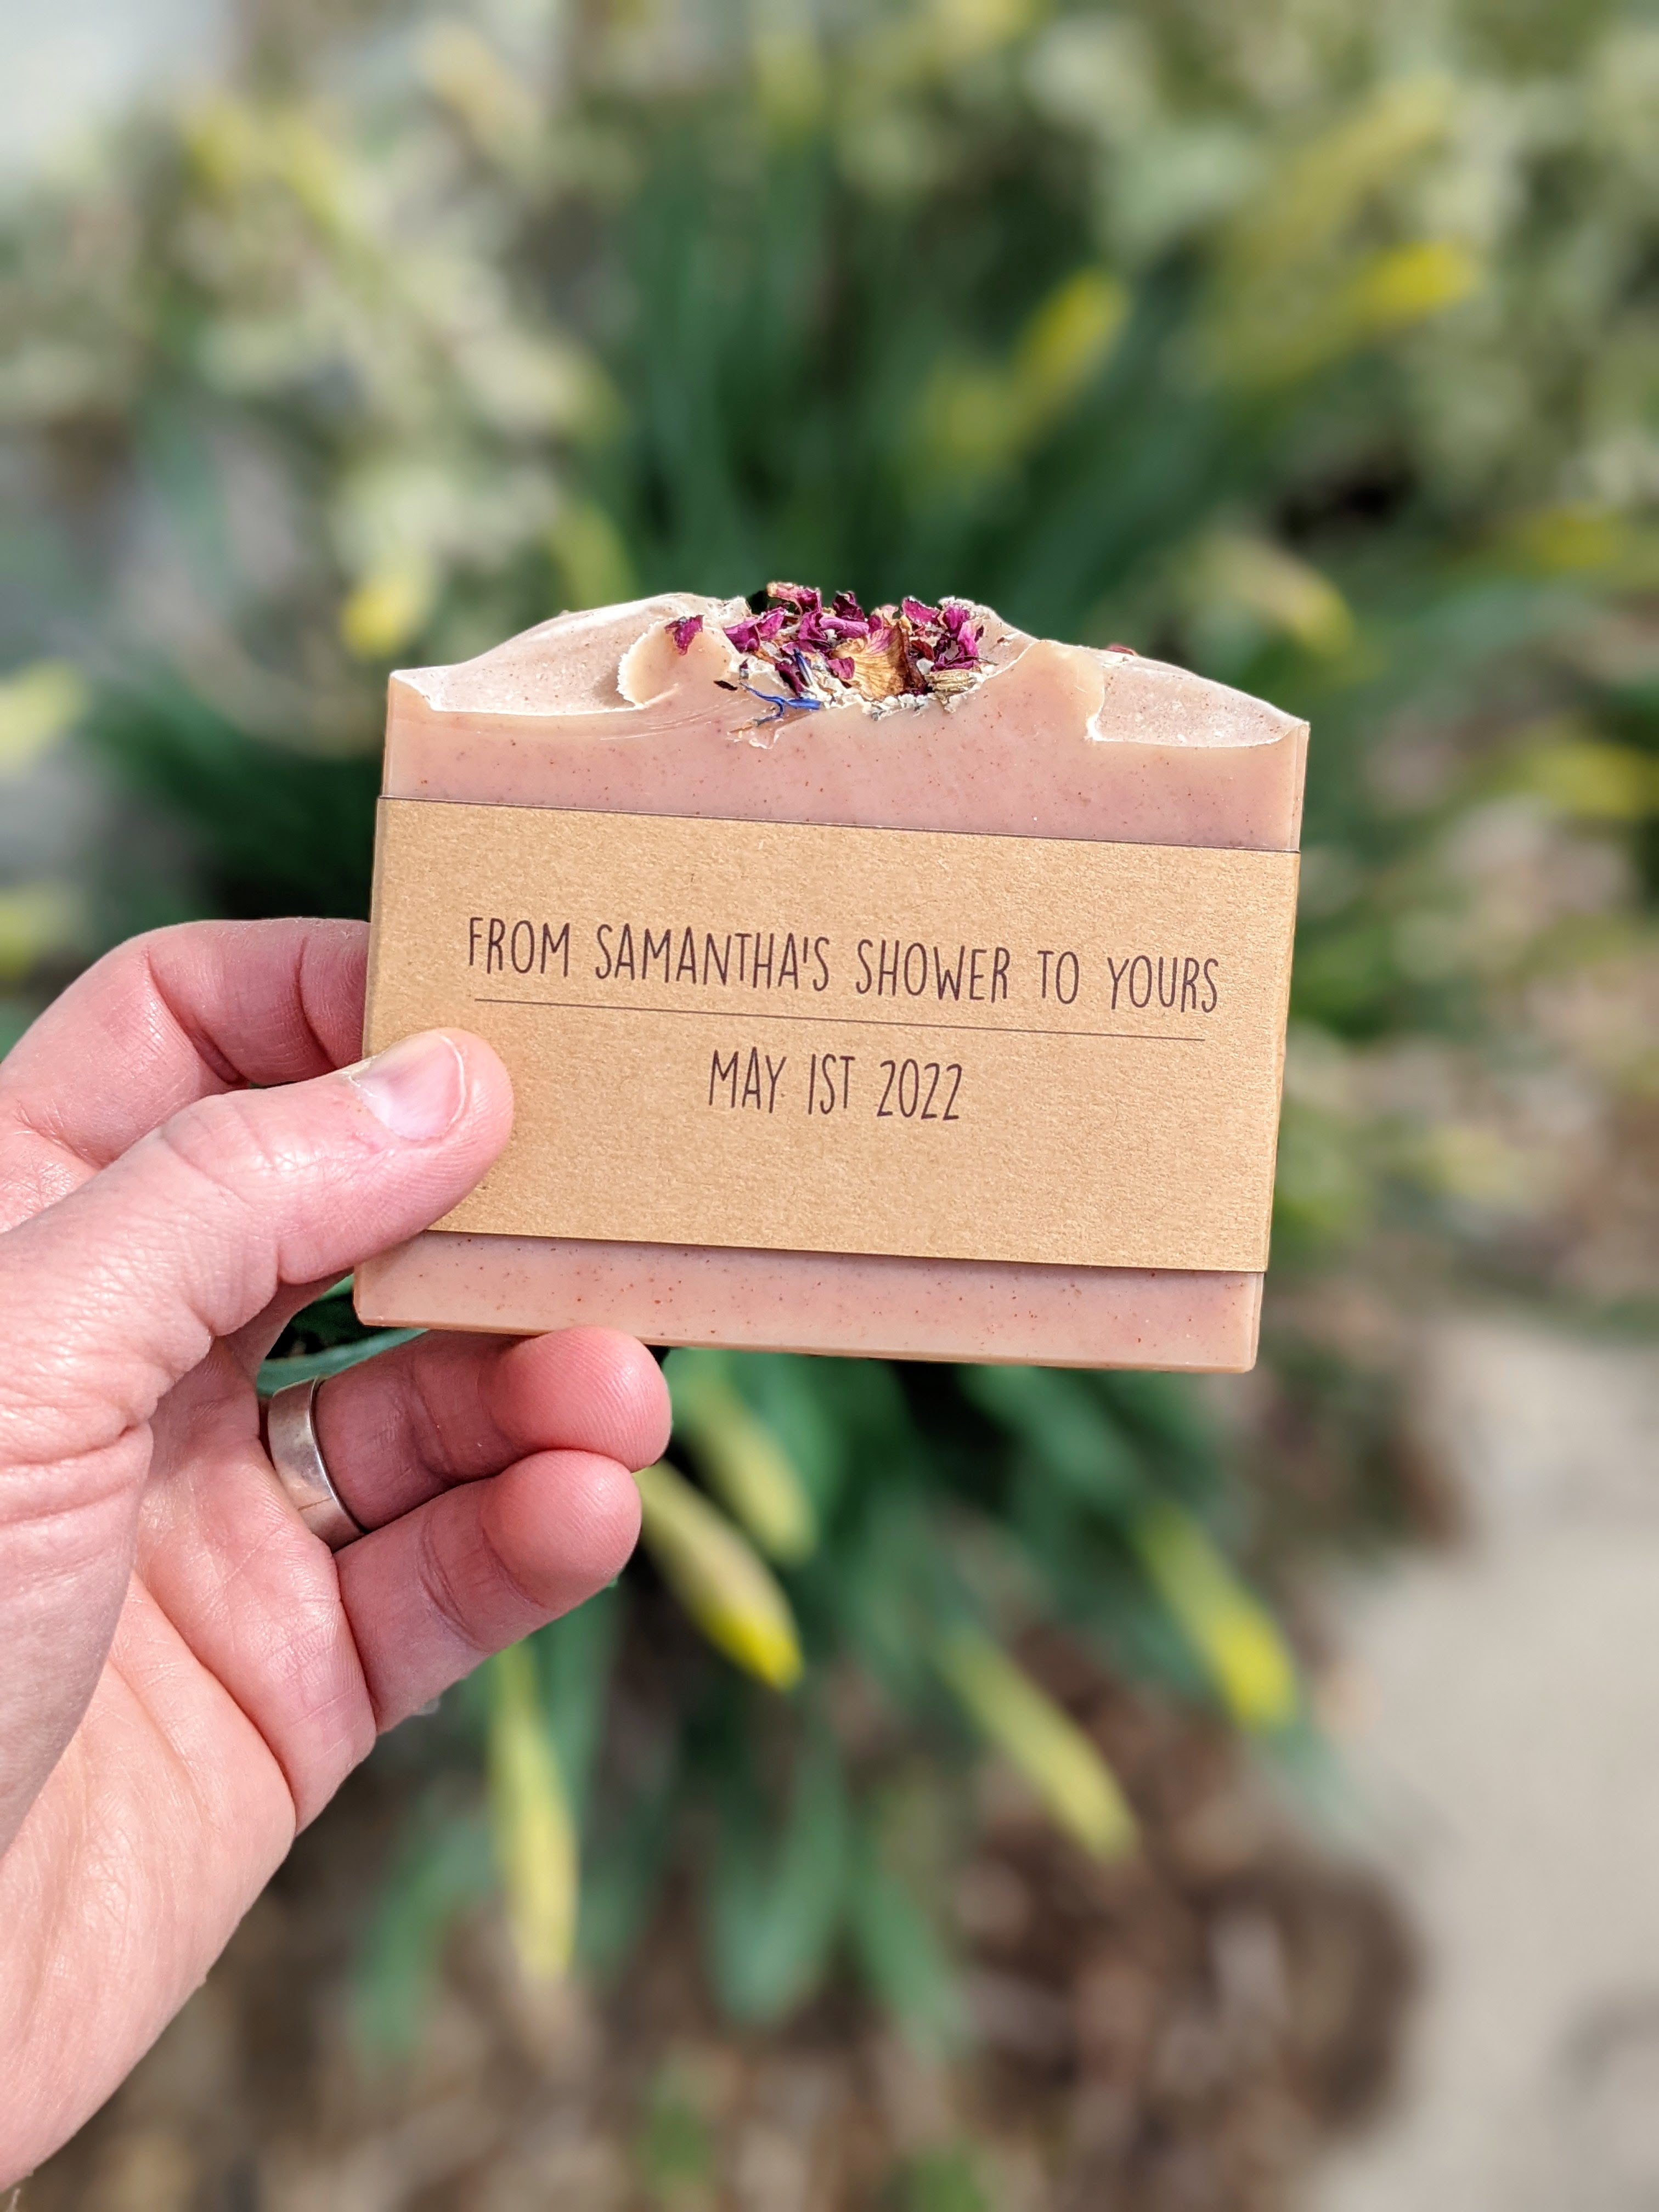 FROM SAMANTHA'S SHOWER TO YOURS
MAY 1ST 2022